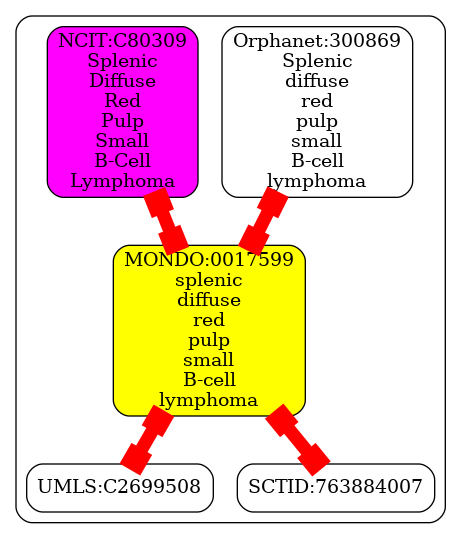 NCIT:C80309
Splenic
Diffuse
Red
Pulp
Small
B-Cell
Lymphoma
Orphanet:300869
Splenic
diffuse
red
pulp
small
B-cell
lymphoma
MONDO:0017599
splenic
diffuse
red
pulp
small
B-cell
lymphoma
UMLS:C2699508
SCTID:763884007